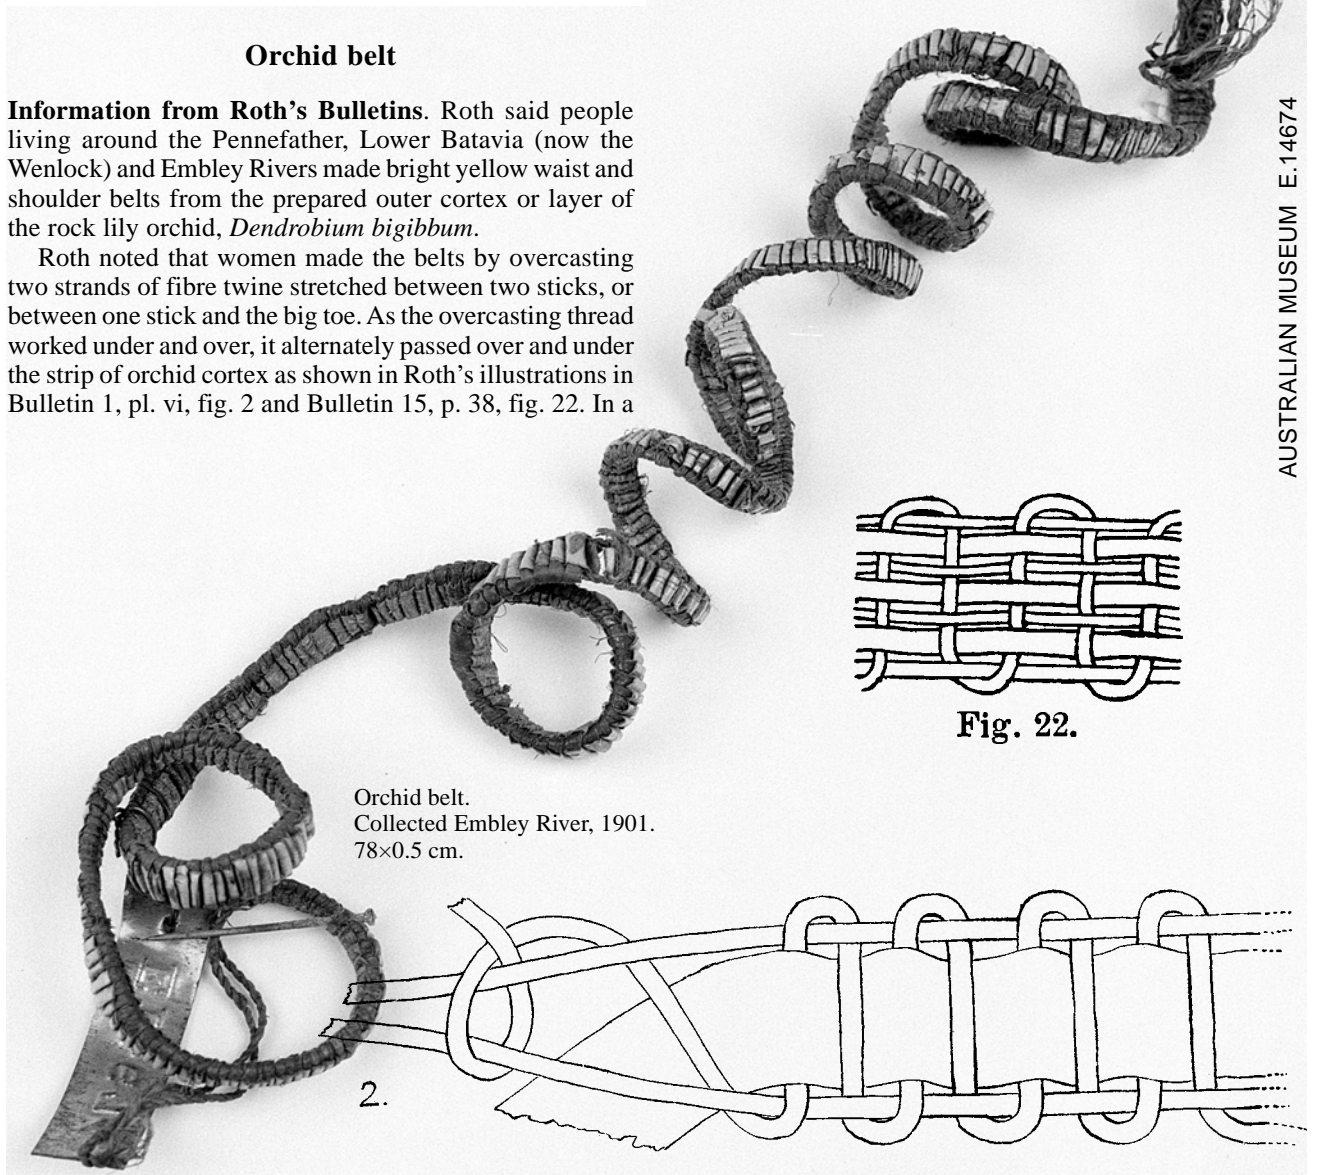 Orchid belt
Information from Roth's Bulletins. Roth said people
living around the Pennefather, Lower Batavia (now the
Wenlock) and Embley Rivers made bright yellow waist and
shoulder belts from the prepared outer cortex or layer of
the rock lily orchid, Dendrobium bigibbum.
Roth noted that women made the belts by overcasting
two strands of fibre twine stretched between two sticks, or
between one stick and the big toe. As the overcasting thread
worked under and over, it alternately passed over and under
the strip of orchid cortex as shown in Roth's illustrations in
Bulletin 1, pl. vi, fig. 2 and Bulletin 15, p. 38, fig. 22. In a
AUSTRALIAN MUSEUM E.14674
Fig. 22.
Orchid belt.
Collected Embley River, 1901.
78×0.5 cm.
2.